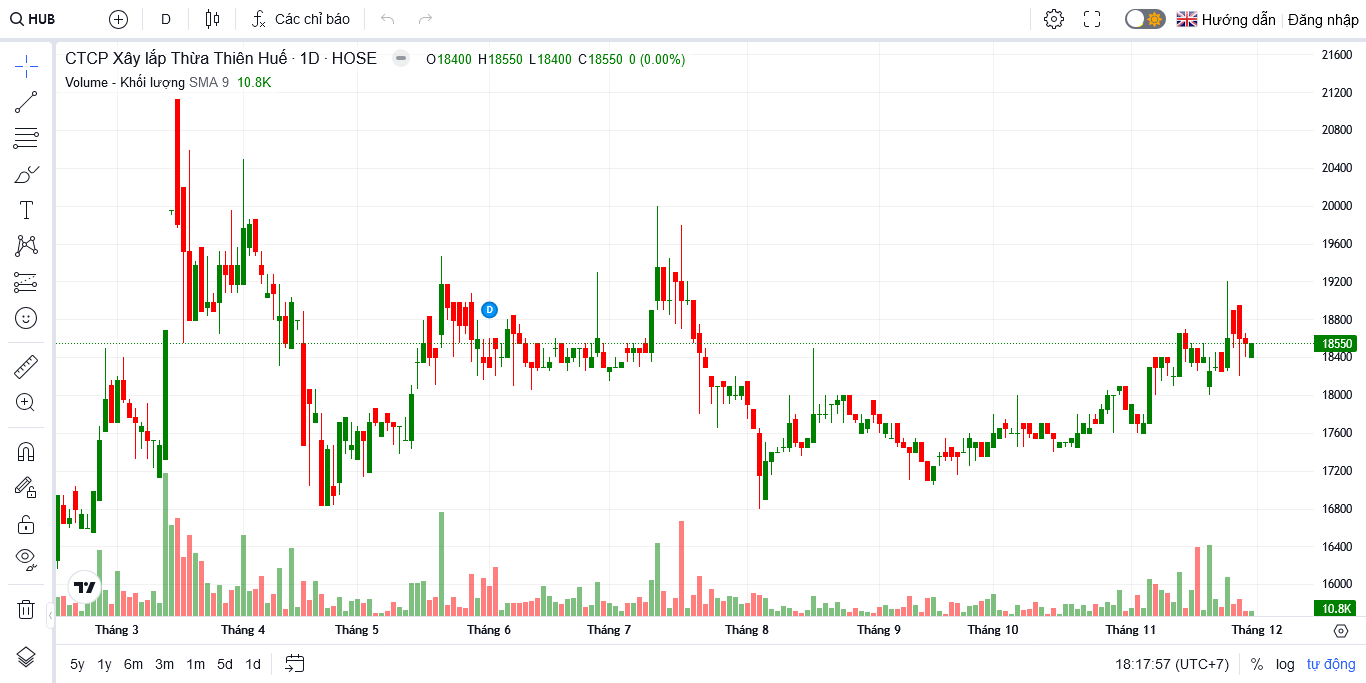 HUB D Các chỉ báo Hướng dẫn Đăng nhập
CTCP Xây lắp Thừa Thiên Huế · 1D · HOSE O18400 H18550 L18400 C18550 0 (0.00%)
Volume - Khối lượng SMA 9 10.8K
21600
21200
20800
20400
20000
19600
19200
D
18800
18550
18400
18000
17600
17200
16800
16400
16000
10.8K
Tháng 3 Tháng 4 Tháng 5 Tháng 6 Tháng 7 Tháng 8 Tháng 9 Tháng 10 Tháng 11 Tháng 12
5y 1y 6m 3m 1m 5d 1d 18:17:57 (UTC+7) % log tự động